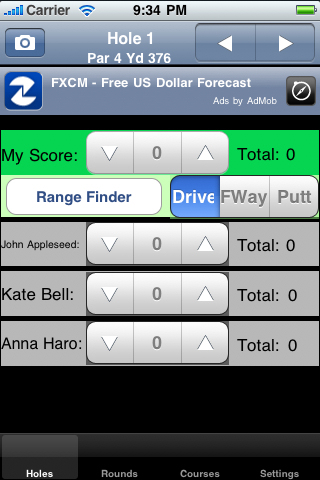 Carrier 9:34 PM
Hole 1
Par 4 Yd 376
FXCM - Free US Dollar Forecast
Ads by AdMob
My Score: 0 Total: 0
Range Finder Drive FWay Putt
John Appleseed: 0 Total: 0
Kate Bell: 0 Total: 0
Anna Haro: 0 Total: 0
Holes Rounds Courses Settings